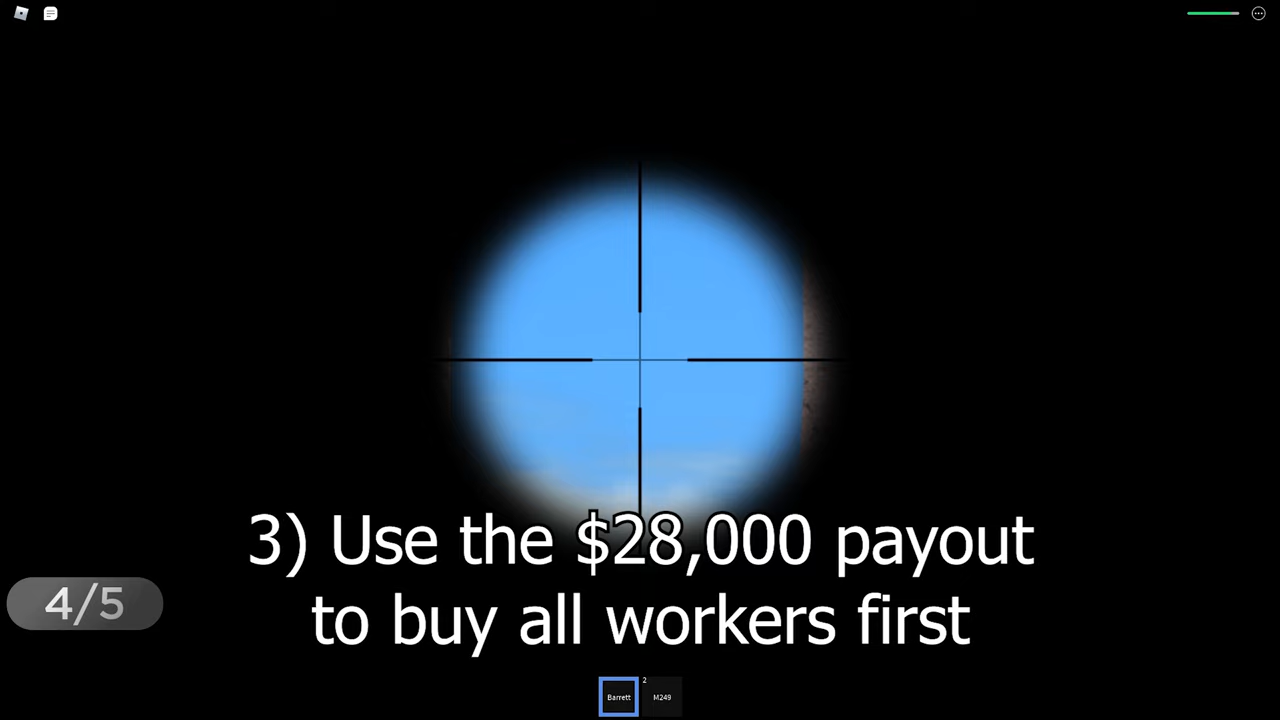 3) Use the $28,000 payout
to buy all workers first
4/5
Barrett
2
M249